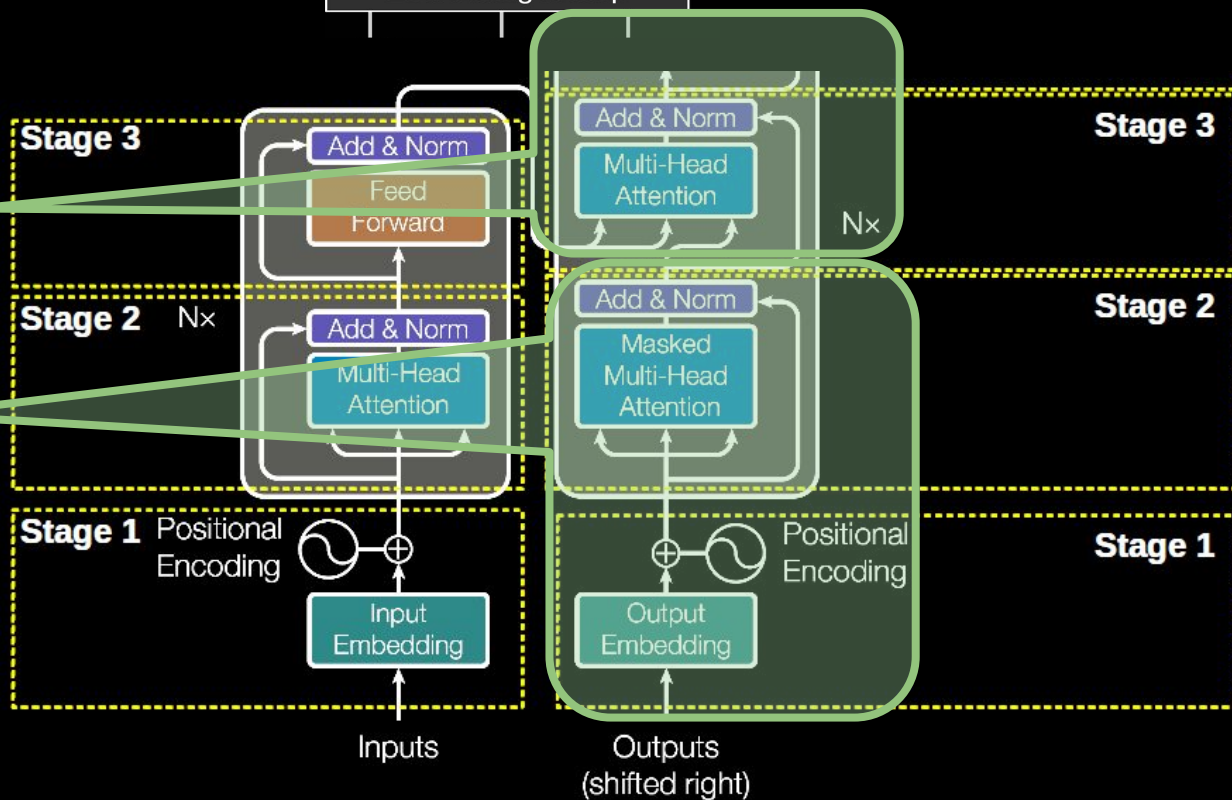 Stage 3
Add & Norm
Feed
Forward
Stage 2
Nx
Add & Norm
Multi-Head
Attention
Stage 1
Positional
Encoding
Input
Embedding
Inputs
Add & Norm
Multi-Head
Attention
Nx
Stage 3
Add & Norm
Masked
Multi-Head
Attention
Stage 2
Positional
Encoding
Stage 1
Output
Embedding
Outputs
(shifted right)